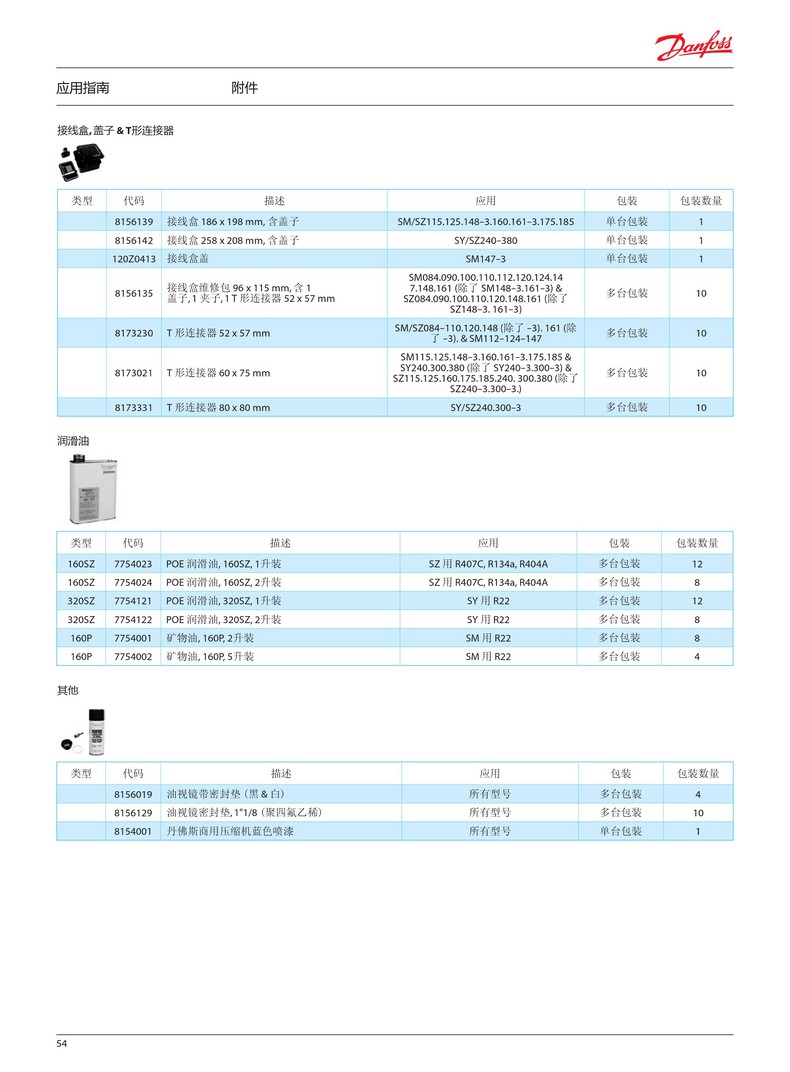 Danfoss
应用指南 附件
接线盒, 盖子 & T形连接器
类型 代码 描述 应用 包装 包装数量
8156139 接线盒 186 x 198 mm, 含盖子 SM/SZ115.125.148–3.160.161–3.175.185 单台包装 1
8156142 接线盒 258 x 208 mm, 含盖子 SY/SZ240–380 单台包装 1
120Z0413 接线盒盖 SM147–3 单台包装 1
8156135 接线盒维修包 96 x 115 mm, 含 1
盖子, 1 夹子, 1 T 形连接器 52 x 57 mm
SM084.090.100.110.112.120.124.14
7.148.161 (除了 SM148–3.161–3) &
SZ084.090.100.110.120.148.161 (除了
SZ148–3. 161–3)
多台包装 10
8173230 T 形连接器 52 x 57 mm
SM/SZ084–110.120.148 (除了 –3). 161 (除
了 –3). & SM112–124–147
多台包装 10
8173021 T 形连接器 60 x 75 mm
SM115.125.148–3.160.161–3.175.185 &
SY240.300.380 (除了 SY240–3.300–3) &
SZ115.125.160.175.185.240. 300.380 (除了
SZ240–3.300–3.)
多台包装 10
8173331 T 形连接器 80 x 80 mm SY/SZ240.300–3 多台包装 10
润滑油
类型 代码 描述 应用 包装 包装数量
160SZ 7754023 POE 润滑油, 160SZ, 1升装 SZ 用 R407C, R134a, R404A 多台包装 12
160SZ 7754024 POE 润滑油, 160SZ, 2升装 SZ 用 R407C, R134a, R404A 多台包装 8
320SZ 7754121 POE 润滑油, 320SZ, 1升装 SY 用 R22 多台包装 12
320SZ 7754122 POE 润滑油, 320SZ, 2升装 SY 用 R22 多台包装 8
160P 7754001 矿物油, 160P, 2升装 SM 用 R22 多台包装 8
160P 7754002 矿物油, 160P, 5升装 SM 用 R22 多台包装 4
其他
类型 代码 描述 应用 包装 包装数量
8156019 油视镜带密封垫 (黑 & 白) 所有型号 多台包装 4
8156129 油视镜密封垫, 1"1/8 (聚四氟乙稀) 所有型号 多台包装 10
8154001 丹佛斯商用压缩机蓝色喷漆 所有型号 单台包装 1
54